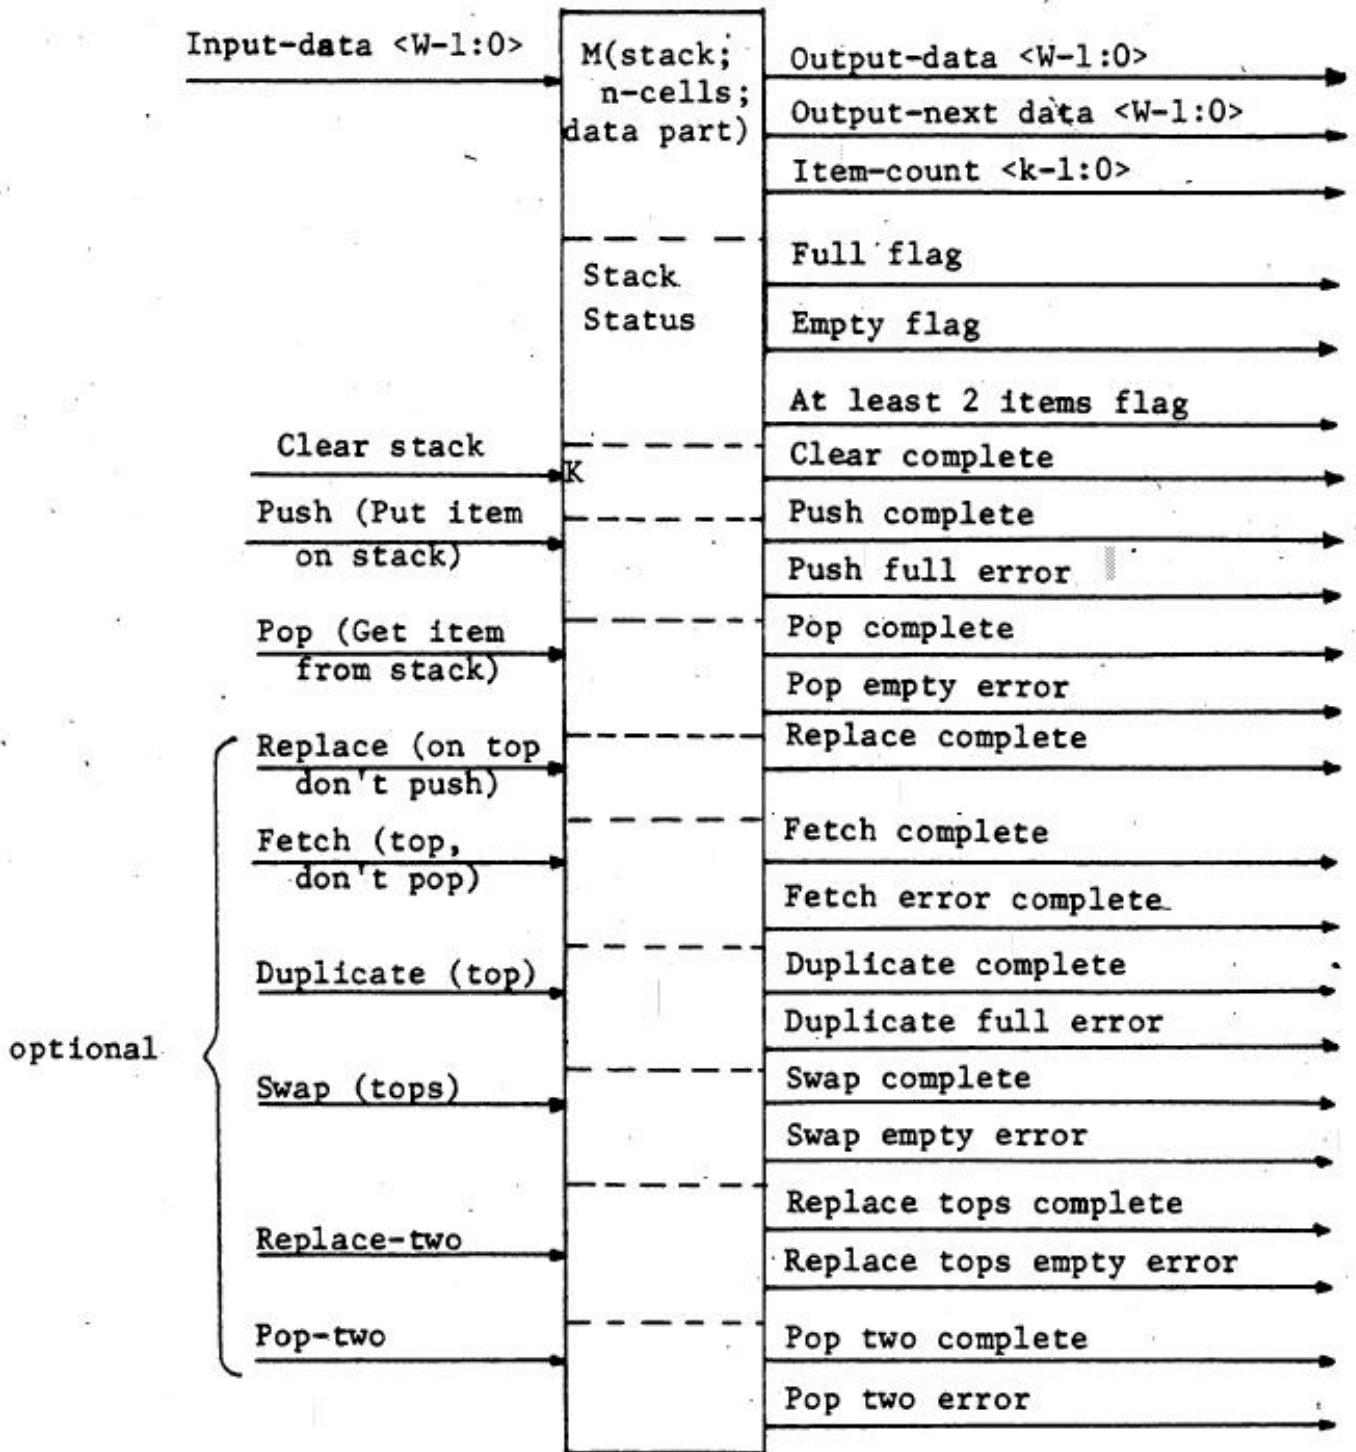 Input-data <W-1:0>
M(stack;
n-cells;
data part)
Output-data <W-1:0>
Output-next data <W-1:0>
Item-count <k-1:0>
Stack
Status
Full flag
Empty flag
At least 2 items flag
Clear stack
K
Clear complete
Push (Put item
on stack)
Push complete
Push full error
Pop (Get item
from stack)
Pop complete
Pop empty error
optional
Replace (on top
don't push)
Replace complete
Fetch (top,
don't pop)
Fetch complete
Fetch error complete
Duplicate (top)
Duplicate complete
Duplicate full error
Swap (tops)
Swap complete
Swap empty error
Replace-two
Replace tops complete
Replace tops empty error
Pop-two
Pop two complete
Pop two error